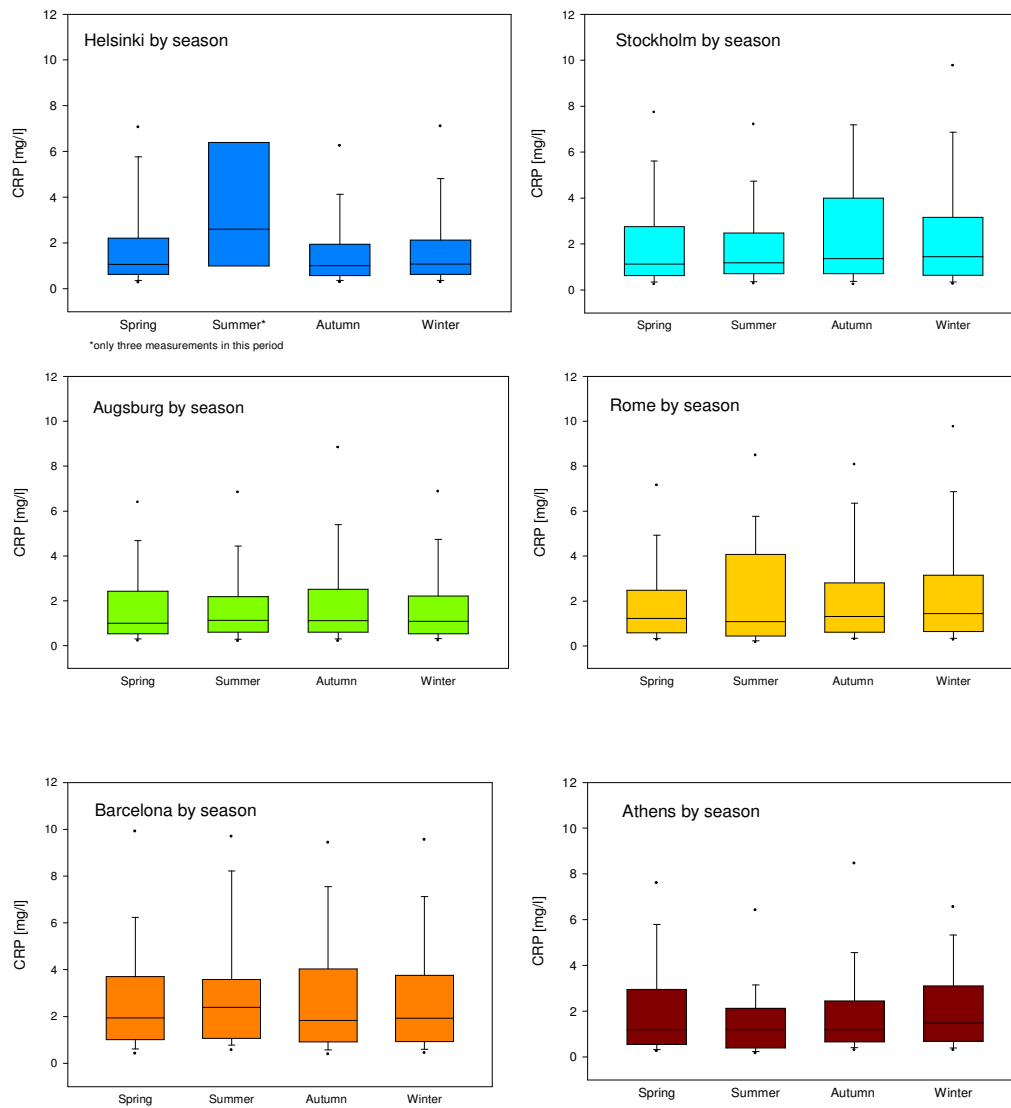 Helsinki by season
CRP [mg/l]
12
10
8
6
4
2
0
Spring Summer* Autumn Winter
*only three measurements in this period
Stockholm by season
CRP [mg/l]
12
10
8
6
4
2
0
Spring Summer Autumn Winter
Augsburg by season
CRP [mg/l]
12
10
8
6
4
2
0
Spring Summer Autumn Winter
Rome by season
CRP [mg/l]
12
10
8
6
4
2
0
Spring Summer Autumn Winter
Barcelona by season
CRP [mg/l]
12
10
8
6
4
2
0
Spring Summer Autumn Winter
Athens by season
CRP [mg/l]
12
10
8
6
4
2
0
Spring Summer Autumn Winter